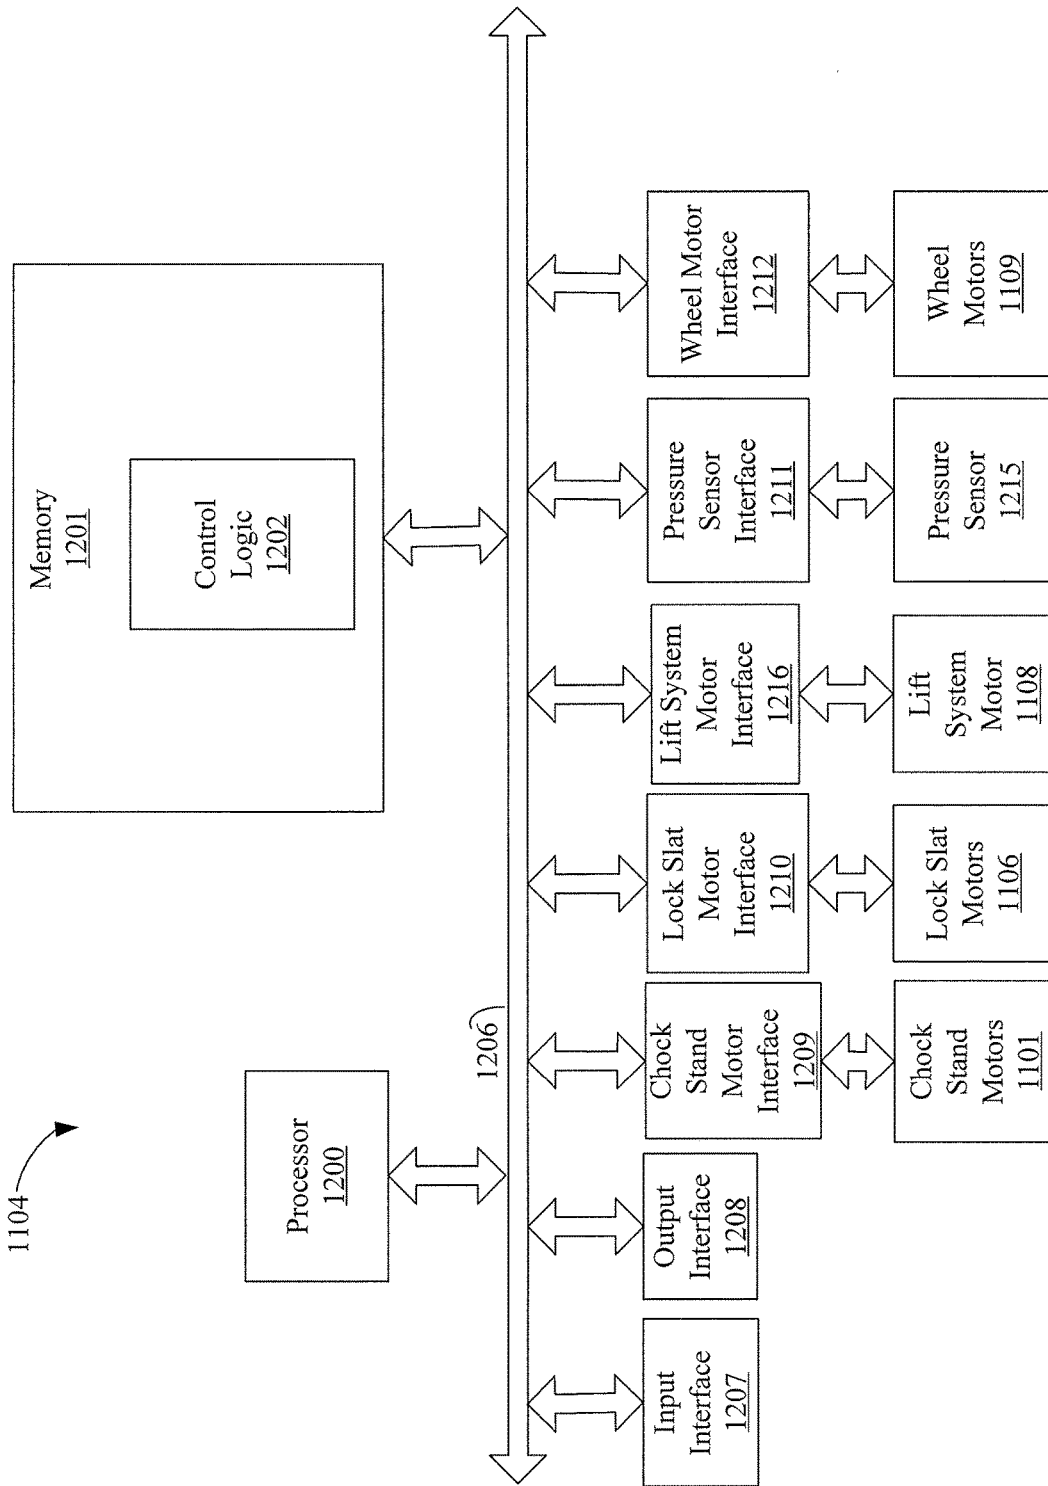 1104
Processor
1200
Memory
1201
Control
Logic
1202
1206
Input
Interface
1207
Output
Interface
1208
Chock
Stand
Motor
Interface
1209
Lock Slat
Motor
Interface
1210
Lift System
Motor
Interface
1216
Pressure
Sensor
Interface
1211
Wheel Motor
Interface
1212
Chock
Stand
Motors
1101
Lock Slat
Motors
1106
Lift
System
Motor
1108
Pressure
Sensor
1215
Wheel
Motors
1109